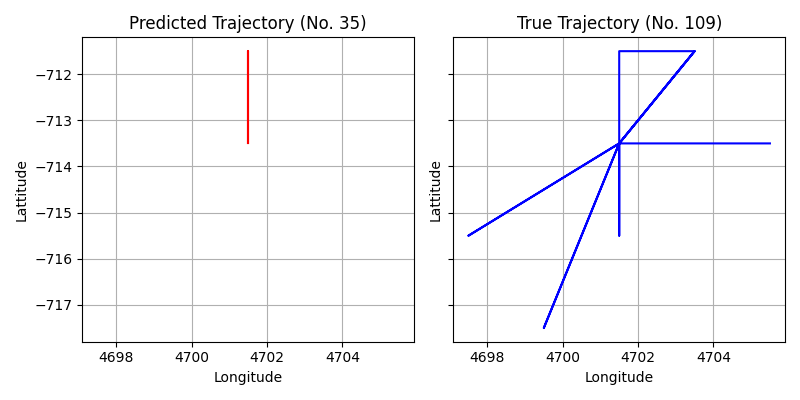 Predicted Trajectory (No. 35)
−712
−713
−714
−715
−716
−717
Lattitude
4698 4700 4702 4704
Longitude
True Trajectory (No. 109)
Lattitude
4698 4700 4702 4704
Longitude